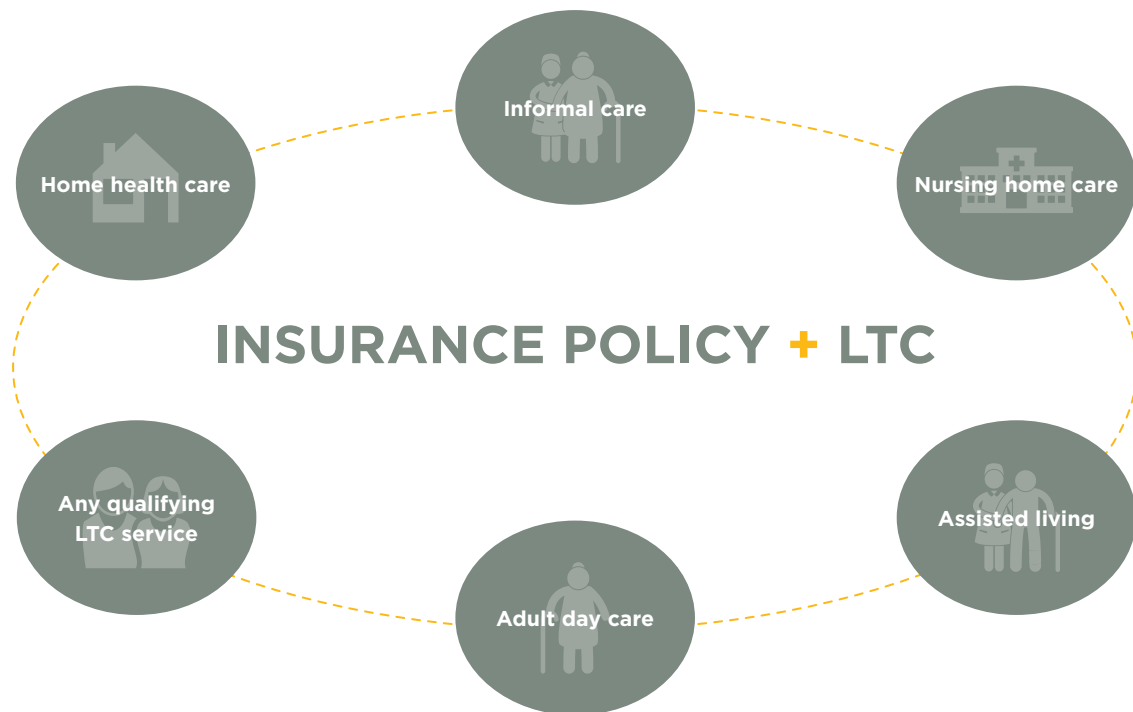 Informal care
Home health care
Nursing home care
INSURANCE POLICY + LTC
Any qualifying
LTC service
Assisted living
Adult day care